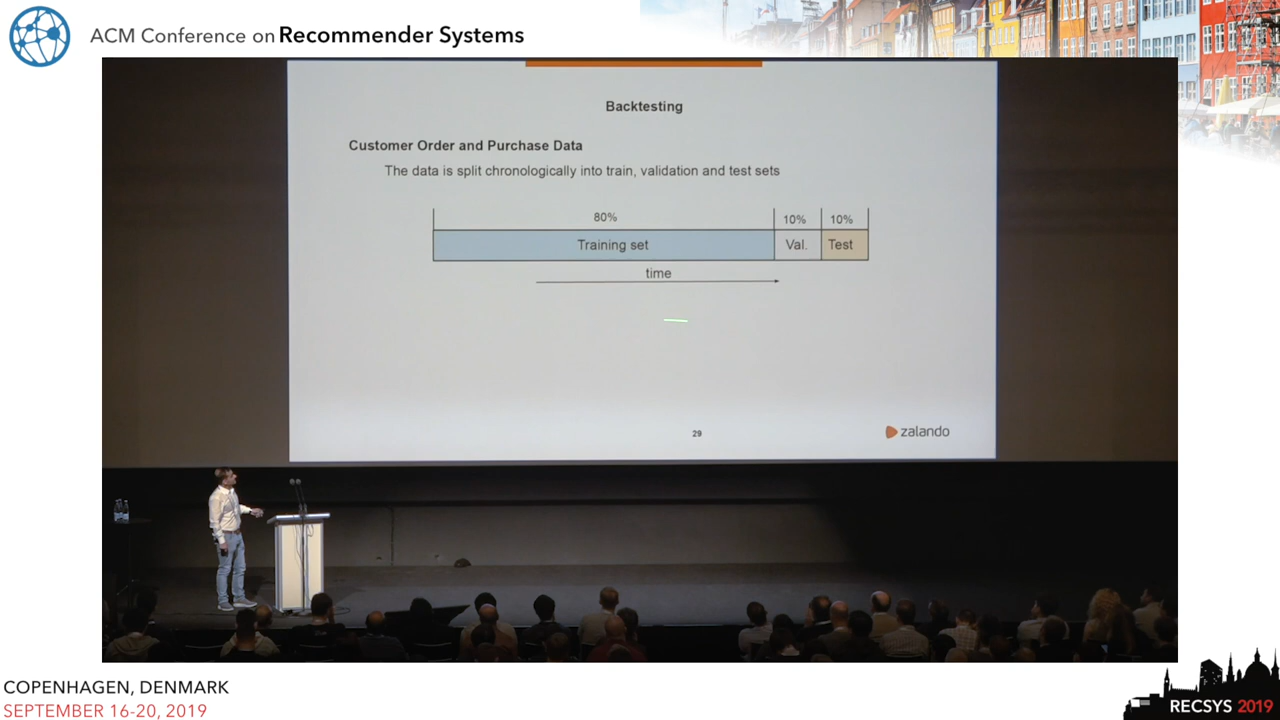 ACM Conference on Recommender Systems
Backtesting
Customer Order and Purchase Data
The data is split chronologically into train, validation and test sets
80%
10%
10%
Training set
Val.
Test
time
29
zalando
COPENHAGEN, DENMARK
SEPTEMBER 16-20, 2019
RECSYS 2019